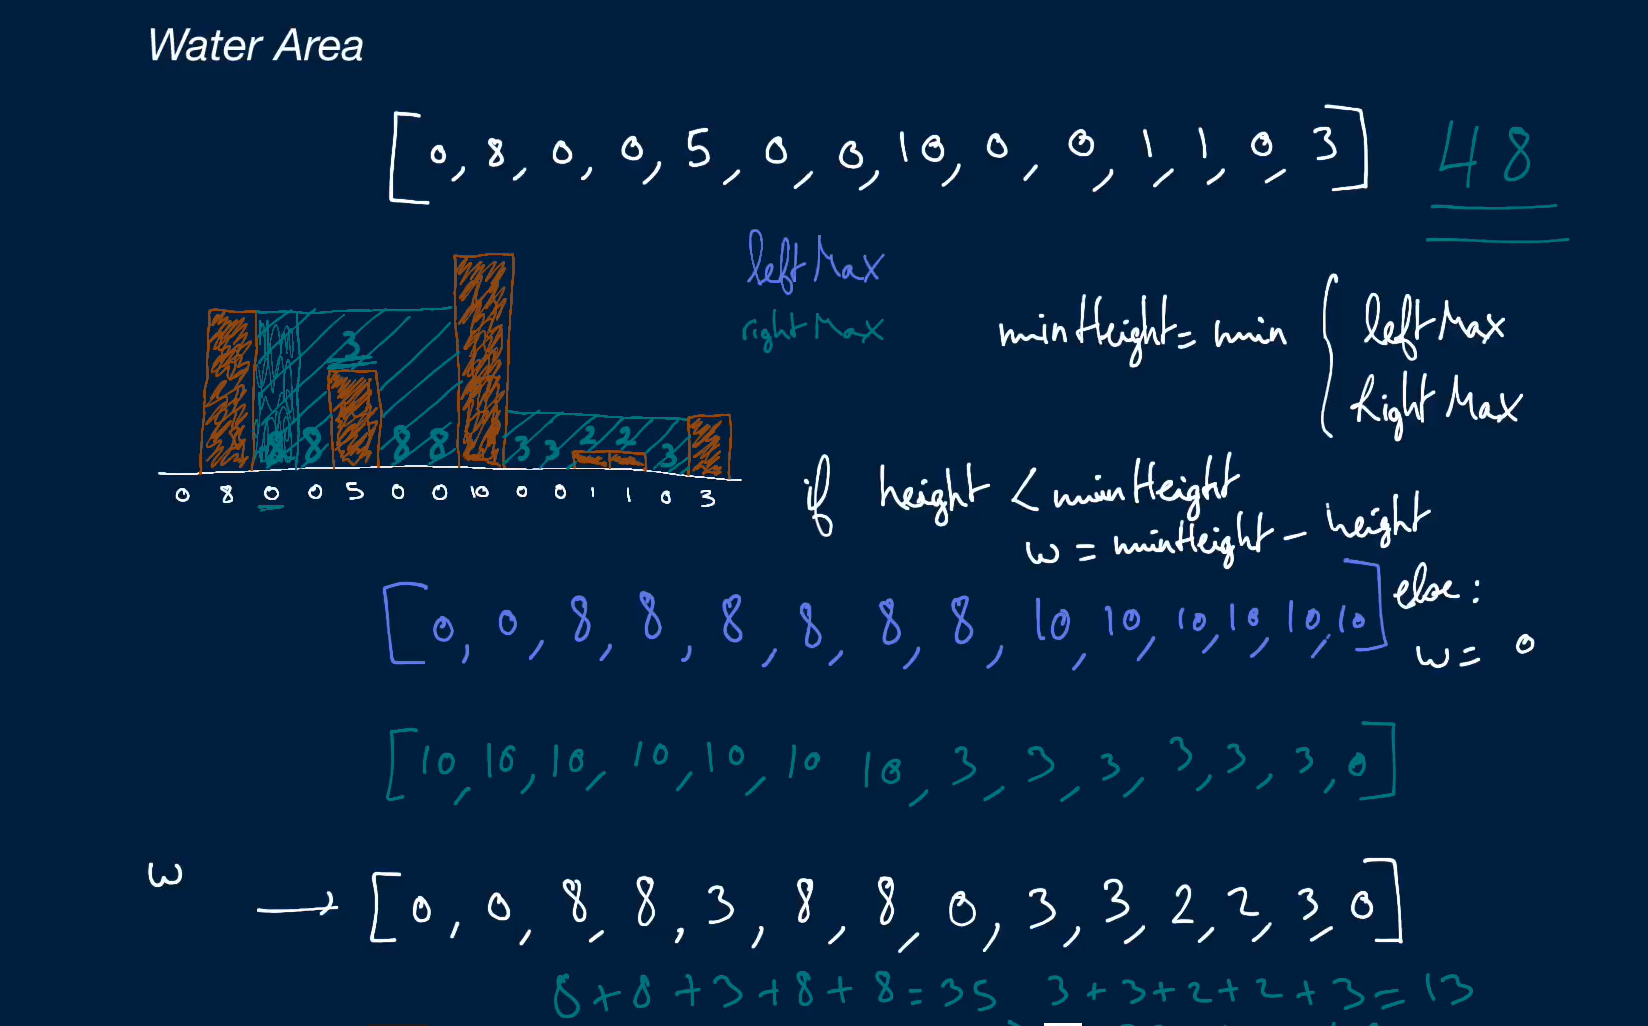 Water Area
[0, 8, 0, 0, 5, 0, 0, 10, 0, 0, 1, 1, 0, 3] 48
leftMax
rightMax
minHeight = min { leftMax
RightMax
3
8 8 8 8 3 3 2 2 3
0 8 0 0 5 0 0 10 0 0 1 1 0 3
if height < minHeight
w = minHeight - height
else:
w = 0
[0, 0, 8, 8, 8, 8, 8, 8, 10, 10, 10, 10, 10, 10]
[10, 10, 10, 10, 10, 10 10, 3, 3, 3, 3, 3, 3, 0]
w → [0, 0, 8, 8, 3, 8, 8, 0, 3, 3, 2, 2, 3, 0]
8 + 8 + 3 + 8 + 8 = 35 3 + 3 + 2 + 2 + 3 = 13